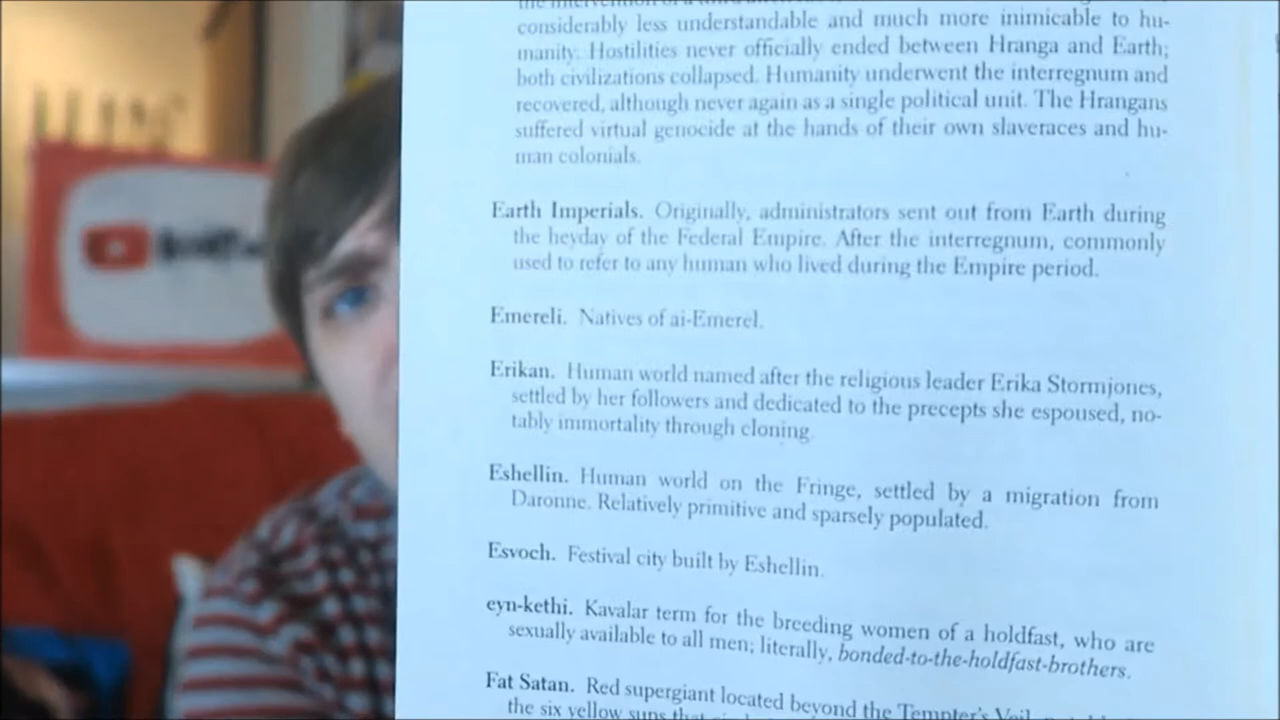 considerably less understandable and much more inimicable to hu-
manity. Hostilities never officially ended between Hranga and Earth;
both civilizations collapsed. Humanity underwent the interregnum and
recovered, although never again as a single political unit. The Hrangans
suffered virtual genocide at the hands of their own slaveraces and hu-
man colonials.
Earth Imperials. Originally, administrators sent out from Earth during
the heyday of the Federal Empire. After the interregnum, commonly
used to refer to any human who lived during the Empire period.
Emereli. Natives of ai-Emerel.
Erikan. Human world named after the religious leader Erika Stormjones,
settled by her followers and dedicated to the precepts she espoused, no-
tably immortality through cloning.
Eshellin. Human world on the Fringe, settled by a migration from
Daronne. Relatively primitive and sparsely populated.
Esvoch. Festival city built by Eshellin.
eyn-kethi. Kavalar term for the breeding women of a holdfast, who are
sexually available to all men; literally, bonded-to-the-holdfast-brothers.
Fat Satan. Red supergiant located beyond the Tempter's Veil,
the six yellow suns that